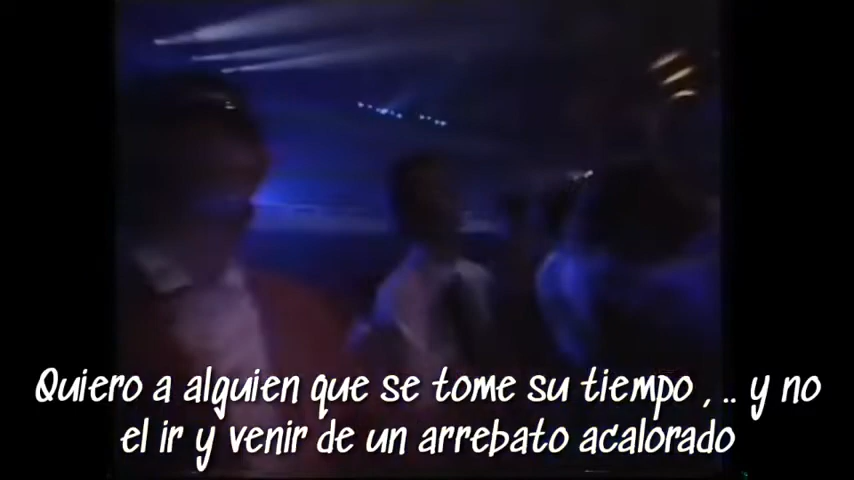 Quiero a alguien que se tome su tiempo , .. y no
el ir y venir de un arrebato acalorado